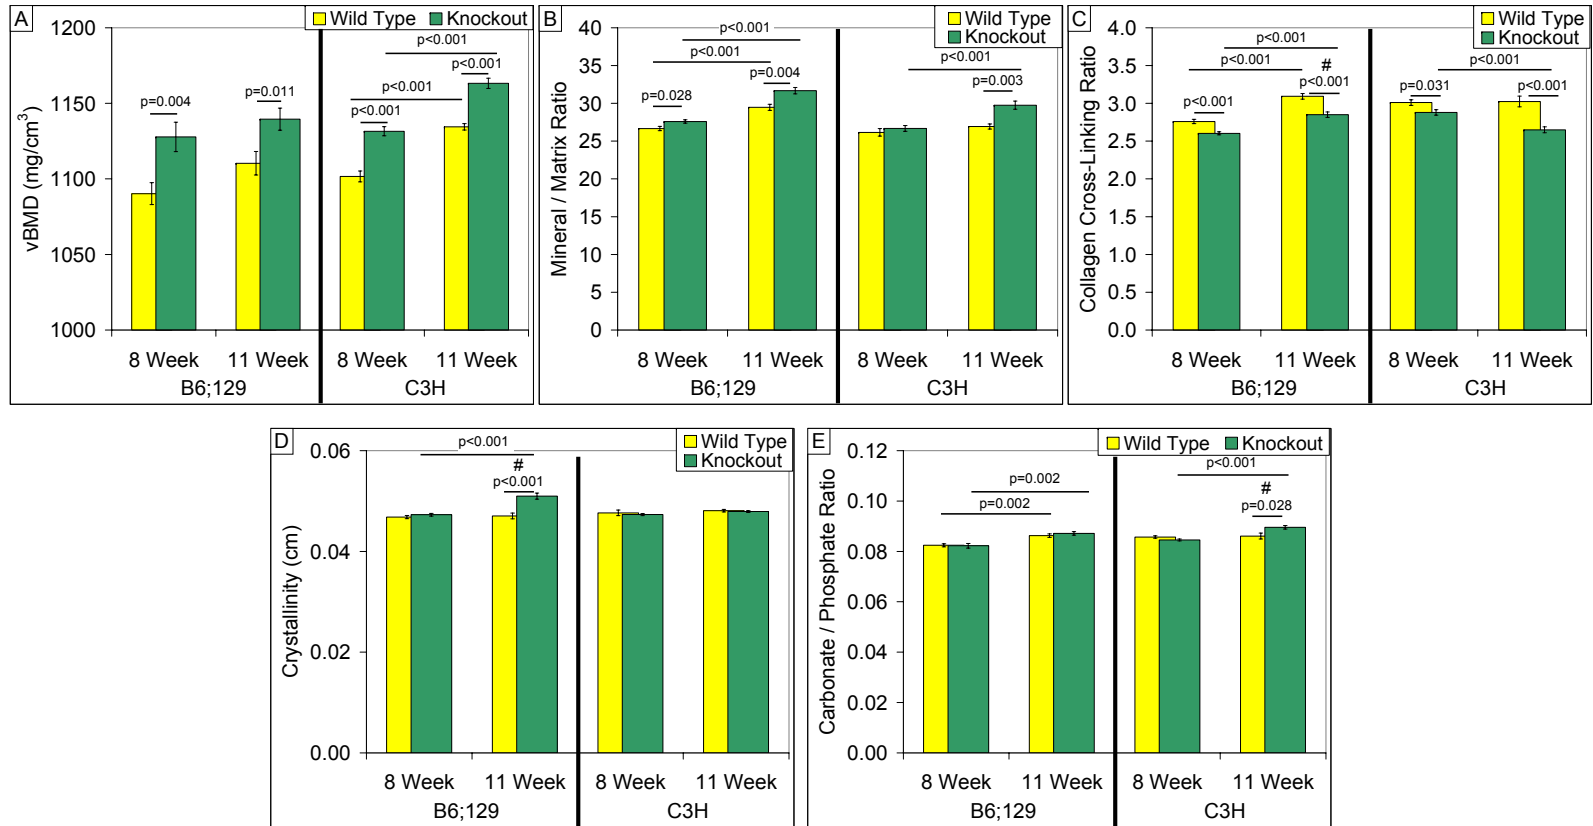 A
Wild Type Knockout
1200
1150
1100
1050
1000
vBMD (mg/cm3)
p=0.004
p=0.011
p<0.001
p<0.001
p<0.001
p<0.001
8 Week 11 Week 8 Week 11 Week
B6;129 C3H
B
Wild Type
Knockout
40
35
30
25
20
15
10
5
0
Mineral / Matrix Ratio
p<0.001
p<0.001
p=0.028
p=0.004
p<0.001
p=0.003
8 Week 11 Week 8 Week 11 Week
B6;129 C3H
C
Wild Type
Knockout
4.0
3.5
3.0
2.5
2.0
1.5
1.0
0.5
0.0
Collagen Cross-Linking Ratio
p<0.001
p<0.001
#
p<0.001
p<0.001
p<0.001
p=0.031
p<0.001
8 Week 11 Week 8 Week 11 Week
B6;129 C3H
D
Wild Type
Knockout
0.06
0.04
0.02
0.00
Crystallinity (cm)
p<0.001
#
p<0.001
8 Week 11 Week 8 Week 11 Week
B6;129 C3H
E
Wild Type Knockout
0.12
0.10
0.08
0.06
0.04
0.02
0.00
Carbonate / Phosphate Ratio
p=0.002
p=0.002
p<0.001
#
p=0.028
8 Week 11 Week 8 Week 11 Week
B6;129 C3H